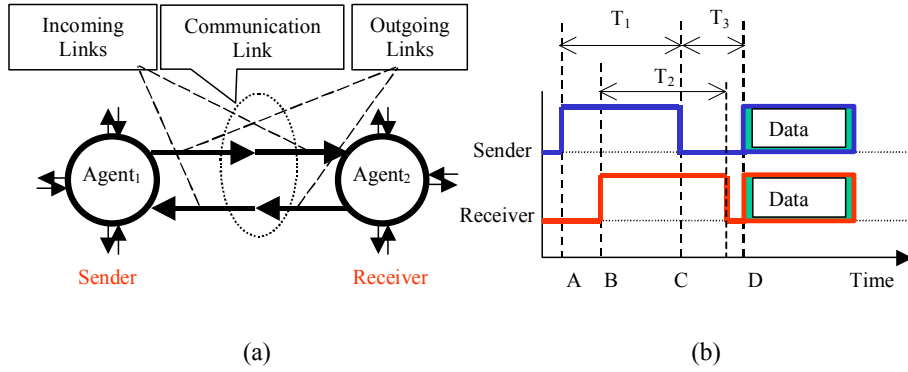 Incoming
Links
Communication
Link
Outgoing
Links
Agent₁
Agent₂
Sender
Receiver
(a)
T₁
T₃
T₂
Sender
Data
Receiver
Data
A B C D Time
(b)